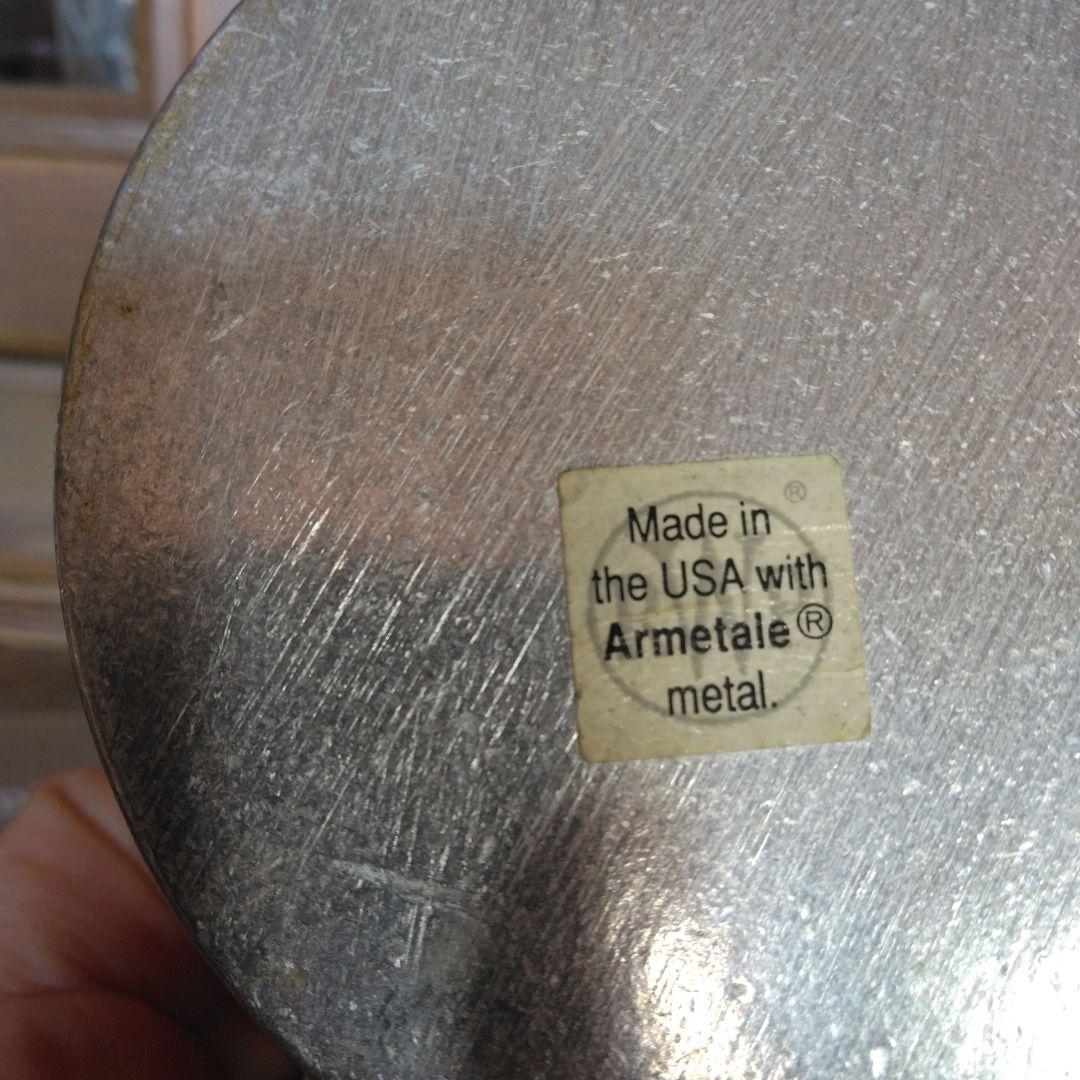 ®
Made in
the USA with
Armetale®
metal.